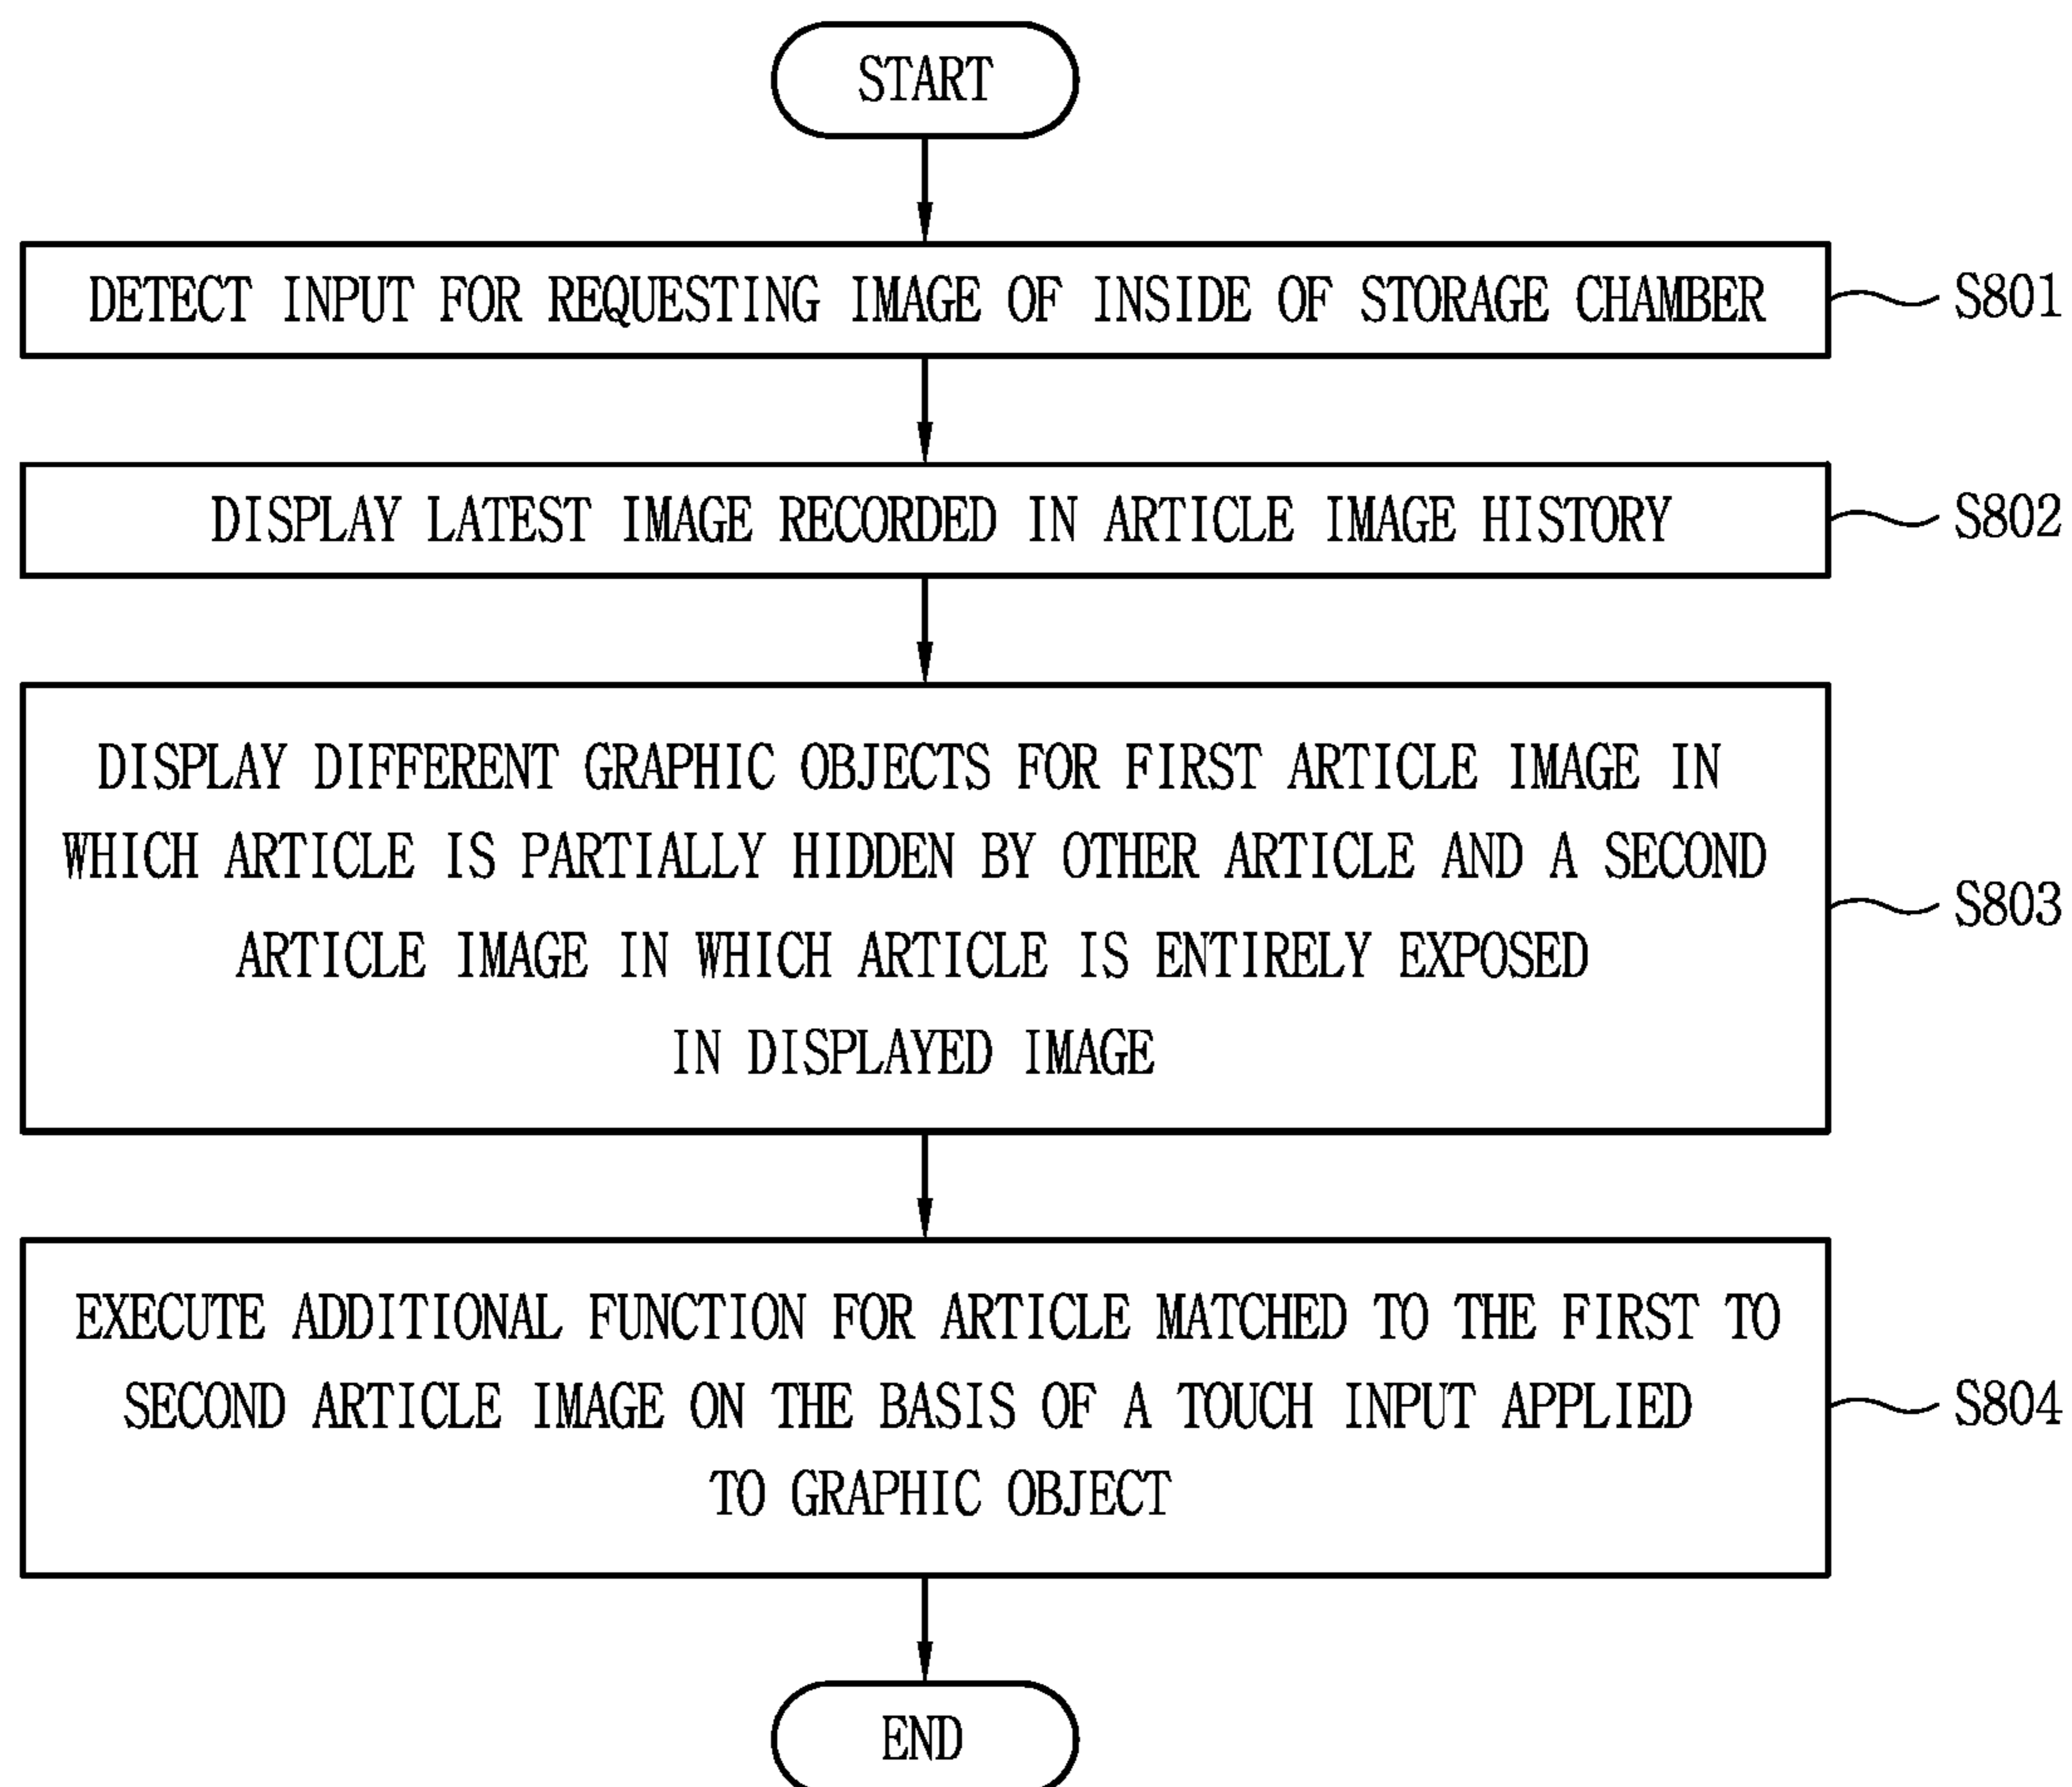 START
DETECT INPUT FOR REQUESTING IMAGE OF INSIDE OF STORAGE CHAMBER
S801
DISPLAY LATEST IMAGE RECORDED IN ARTICLE IMAGE HISTORY
S802
DISPLAY DIFFERENT GRAPHIC OBJECTS FOR FIRST ARTICLE IMAGE IN
WHICH ARTICLE IS PARTIALLY HIDDEN BY OTHER ARTICLE AND A SECOND
ARTICLE IMAGE IN WHICH ARTICLE IS ENTIRELY EXPOSED
IN DISPLAYED IMAGE
S803
EXECUTE ADDITIONAL FUNCTION FOR ARTICLE MATCHED TO THE FIRST TO
SECOND ARTICLE IMAGE ON THE BASIS OF A TOUCH INPUT APPLIED
TO GRAPHIC OBJECT
S804
END